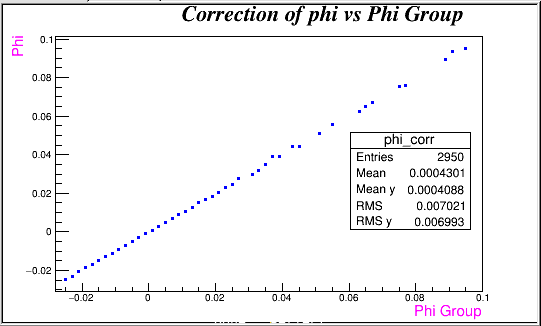 Correction of phi vs Phi Group
Phi
0.1
0.08
0.06
0.04
0.02
0
−0.02
phi_corr
Entries 2950
Mean 0.0004301
Mean y 0.0004088
RMS 0.007021
RMS y 0.006993
−0.02 0 0.02 0.04 0.06 0.08 0.1
Phi Group